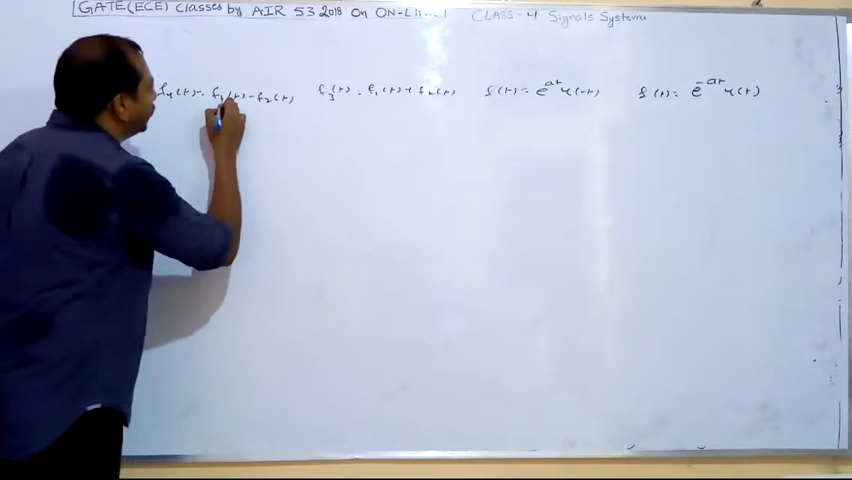 GATE(ECE) classes by AIR 53 2018 On ON-LINE CLASS-4 Signals Systems
f₄(t) = f₁(t) - f₂(t) f₃(t) = f₁(t) + f₂(t) f(t) = e^{at} u(-t) f(t) = e^{-at} u(t)